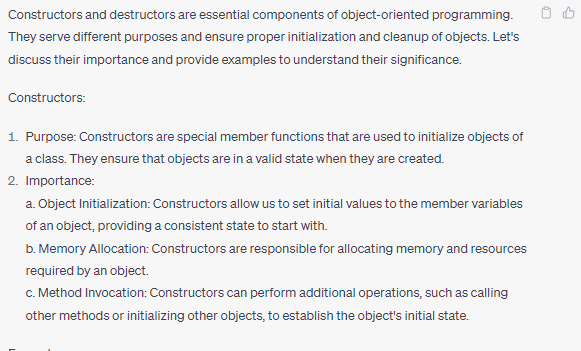 Constructors and destructors are essential components of object-oriented programming.
They serve different purposes and ensure proper initialization and cleanup of objects. Let's
discuss their importance and provide examples to understand their significance.
Constructors:
1. Purpose: Constructors are special member functions that are used to initialize objects of
a class. They ensure that objects are in a valid state when they are created.
2. Importance:
a. Object Initialization: Constructors allow us to set initial values to the member variables
of an object, providing a consistent state to start with.
b. Memory Allocation: Constructors are responsible for allocating memory and resources
required by an object.
c. Method Invocation: Constructors can perform additional operations, such as calling
other methods or initializing other objects, to establish the object's initial state.